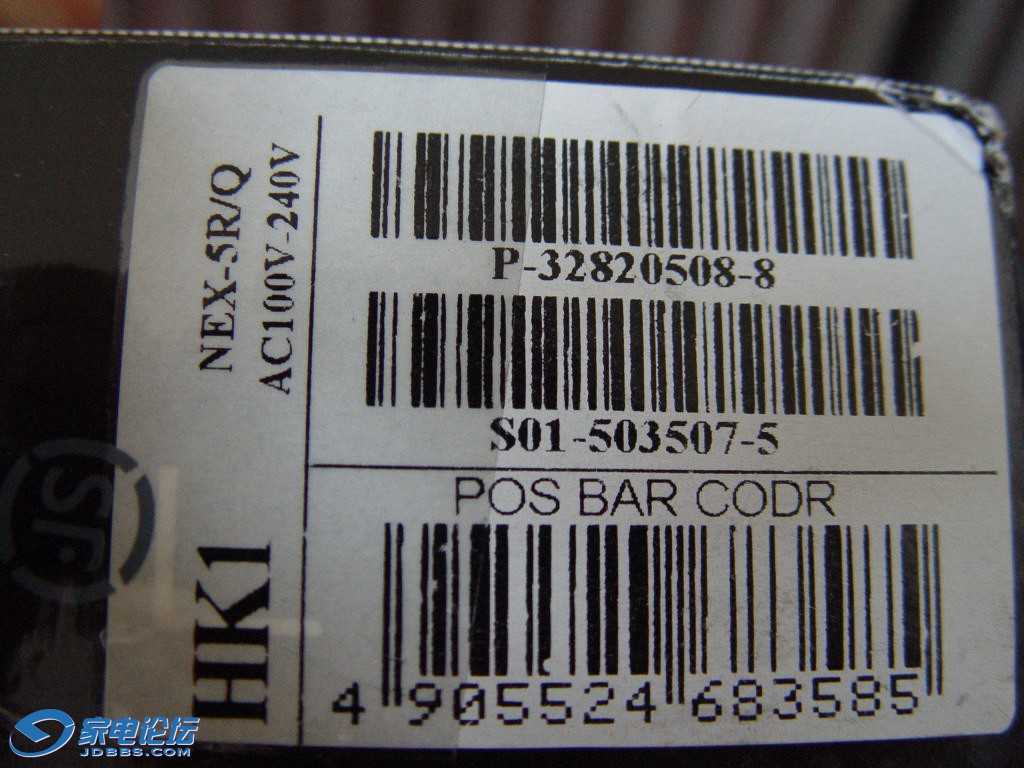 NEX-5R/Q
AC100V-240V
HK1
P-32820508-8
S01-503507-5
POS BAR CODR
4 905524 683585
家电论坛
JDBBS.COM